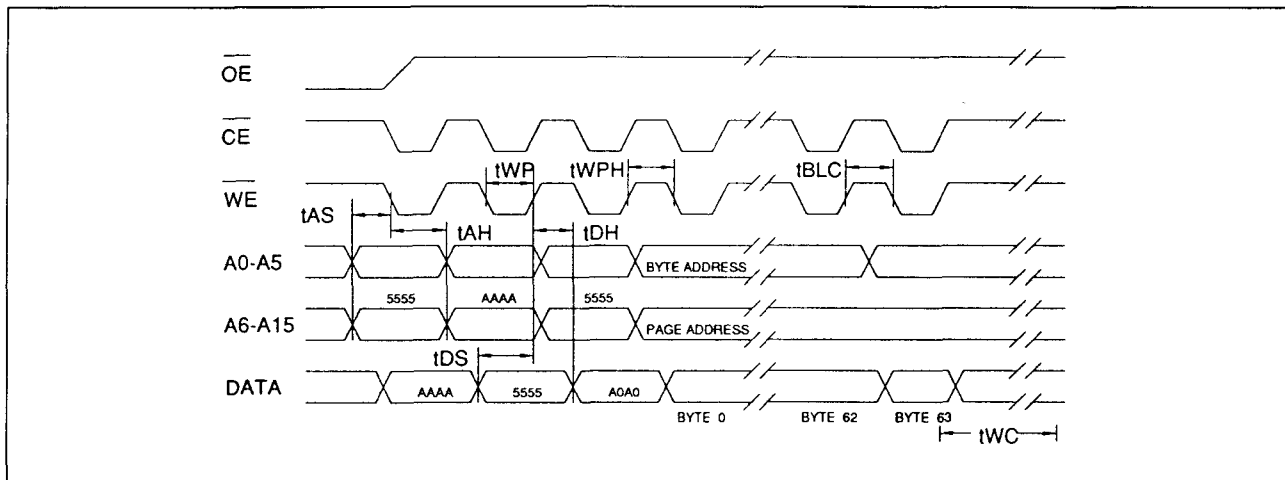 OE
CE
tWP tWPH tBLC
WE
tAS
tAH tDH
A0-A5 BYTE ADDRESS
5555 AAAA 5555
A6-A15 PAGE ADDRESS
tDS
DATA AAAA 5555 A0A0
BYTE 0 BYTE 62 BYTE 63
tWC